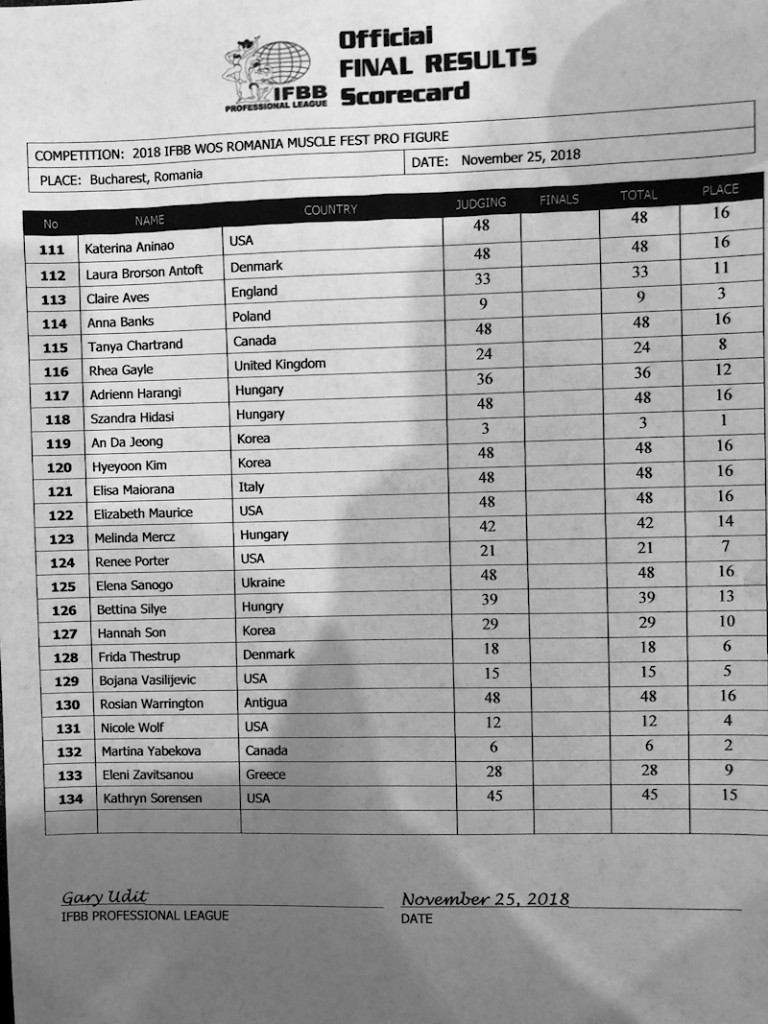 Official
FINAL RESULTS
Scorecard
IFBB
PROFESSIONAL LEAGUE
COMPETITION: 2018 IFBB WOS ROMANIA MUSCLE FEST PRO FIGURE
PLACE: Bucharest, Romania DATE: November 25, 2018
No NAME COUNTRY JUDGING FINALS TOTAL PLACE
111 Katerina Aninao USA 48 48 16
112 Laura Brorson Antoft Denmark 48 48 16
113 Claire Aves England 33 33 11
114 Anna Banks Poland 9 9 3
115 Tanya Chartrand Canada 48 48 16
116 Rhea Gayle United Kingdom 24 24 8
117 Adrienn Harangi Hungary 36 36 12
118 Szandra Hidasi Hungary 48 48 16
119 An Da Jeong Korea 3 3 1
120 Hyeyoon Kim Korea 48 48 16
121 Elisa Maiorana Italy 48 48 16
122 Elizabeth Maurice USA 48 48 16
123 Melinda Mercz Hungary 42 42 14
124 Renee Porter USA 21 21 7
125 Elena Sanogo Ukraine 48 48 16
126 Bettina Silye Hungry 39 39 13
127 Hannah Son Korea 29 29 10
128 Frida Thestrup Denmark 18 18 6
129 Bojana Vasilijevic USA 15 15 5
130 Rosian Warrington Antigua 48 48 16
131 Nicole Wolf USA 12 12 4
132 Martina Yabekova Canada 6 6 2
133 Eleni Zavitsanou Greece 28 28 9
134 Kathryn Sorensen USA 45 45 15
Gary Udit November 25, 2018
IFBB PROFESSIONAL LEAGUE DATE